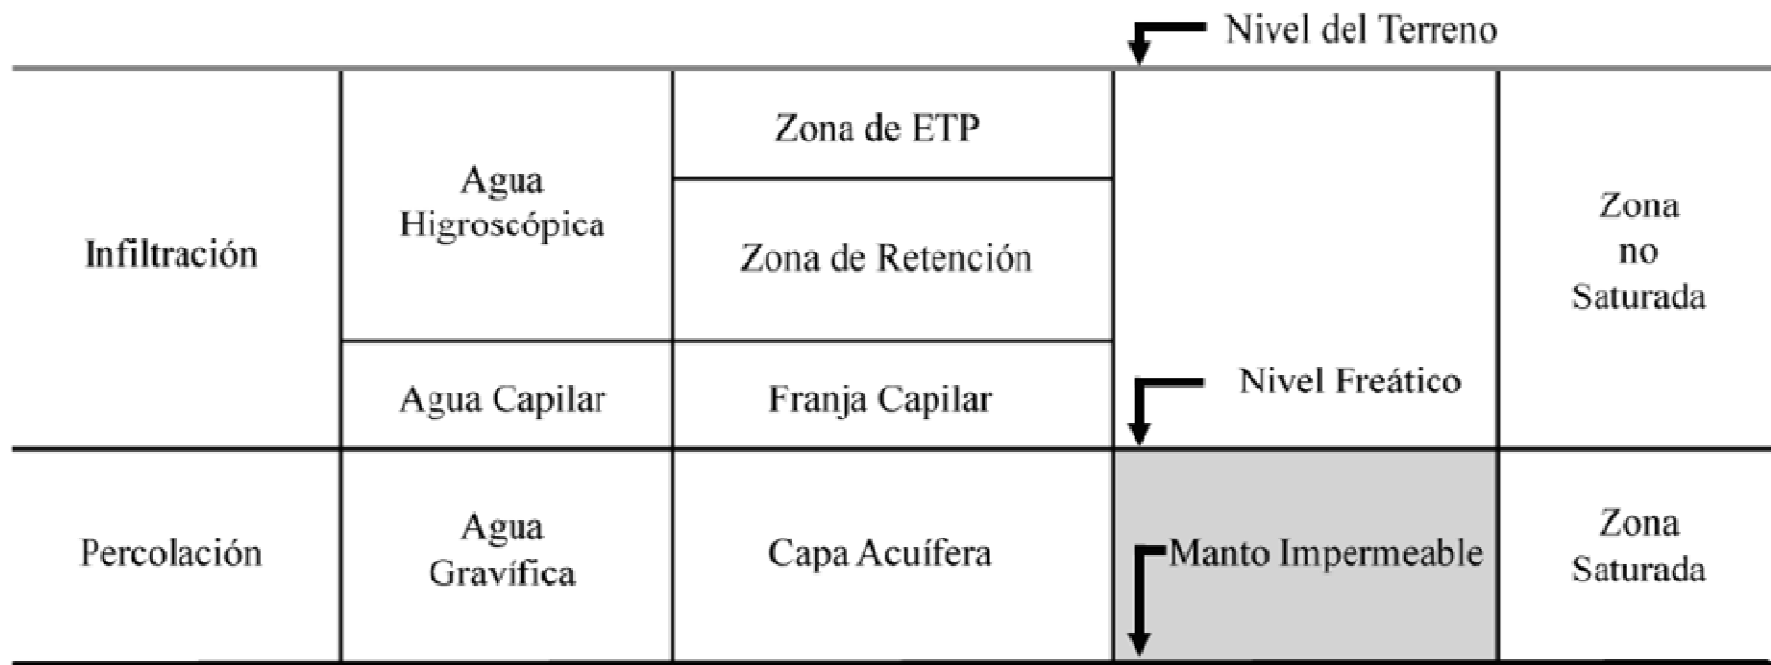 Nivel del Terreno
Zona de ETP
Agua
Higroscópica
Zona
no
Saturada
Infiltración
Zona de Retención
Nivel Freático
Agua Capilar
Franja Capilar
Percolación
Agua
Gravífica
Capa Acuífera
Manto Impermeable
Zona
Saturada